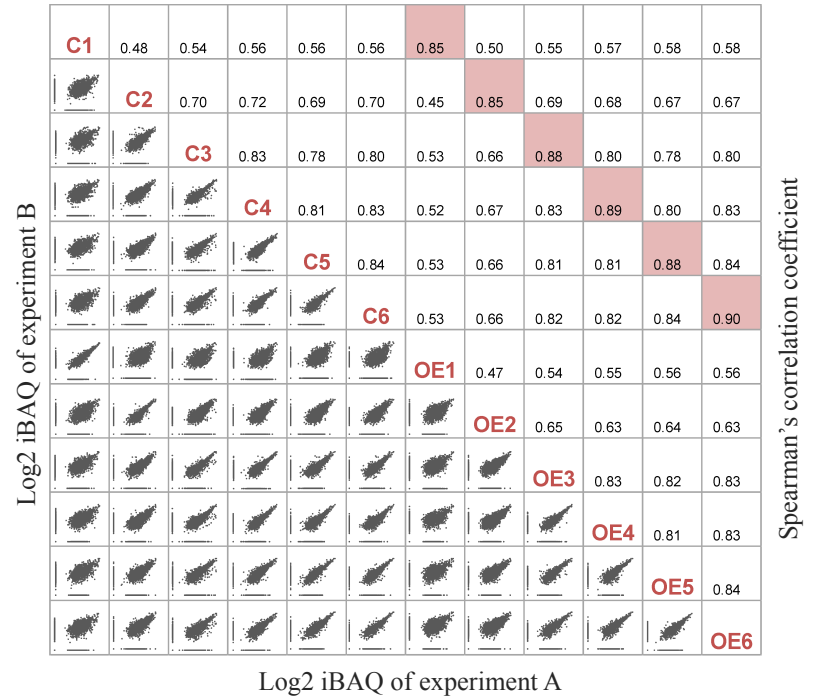 C1 0.48 0.54 0.56 0.56 0.56 0.85 0.50 0.55 0.57 0.58 0.58
C2 0.70 0.72 0.69 0.70 0.45 0.85 0.69 0.68 0.67 0.67
C3 0.83 0.78 0.80 0.53 0.66 0.88 0.80 0.78 0.80
C4 0.81 0.83 0.52 0.67 0.83 0.89 0.80 0.83
C5 0.84 0.53 0.66 0.81 0.81 0.88 0.84
C6 0.53 0.66 0.82 0.82 0.84 0.90
OE1 0.47 0.54 0.55 0.56 0.56
OE2 0.65 0.63 0.64 0.63
OE3 0.83 0.82 0.83
OE4 0.81 0.83
OE5 0.84
OE6
Log2 iBAQ of experiment B
Spearman's correlation coefficient
Log2 iBAQ of experiment A